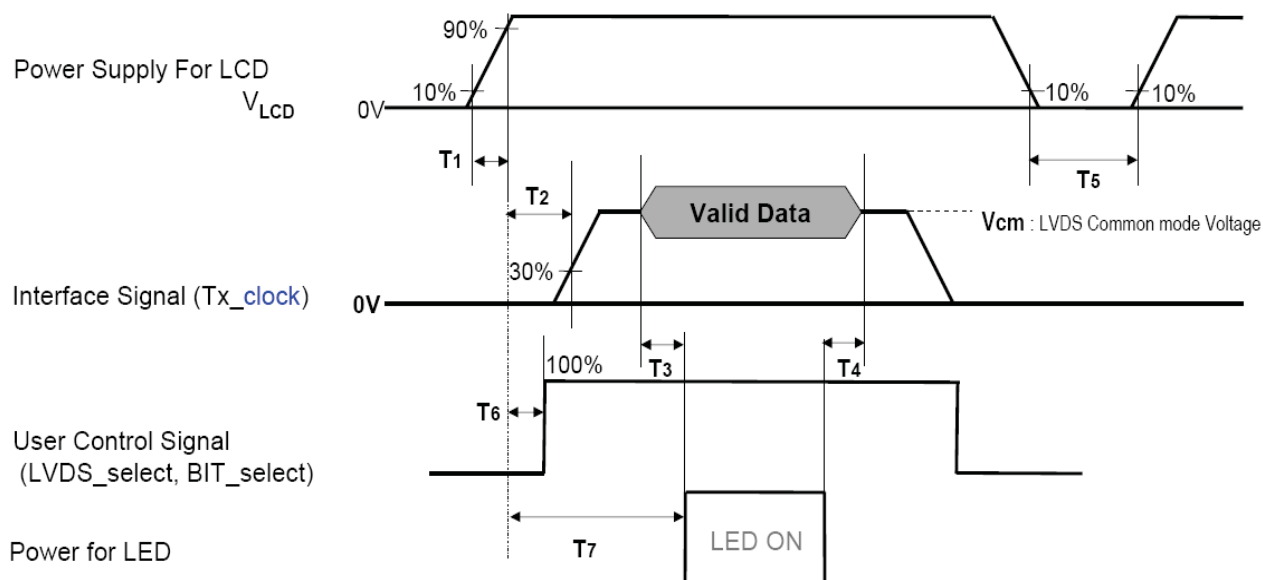 90%
Power Supply For LCD
VLCD
10%
0V
10%
10%
T1
T2
T5
Valid Data
Vcm : LVDS Common mode Voltage
30%
Interface Signal (Tx_clock)
0V
T3
T4
100%
T6
User Control Signal
(LVDS_select, BIT_select)
T7
LED ON
Power for LED